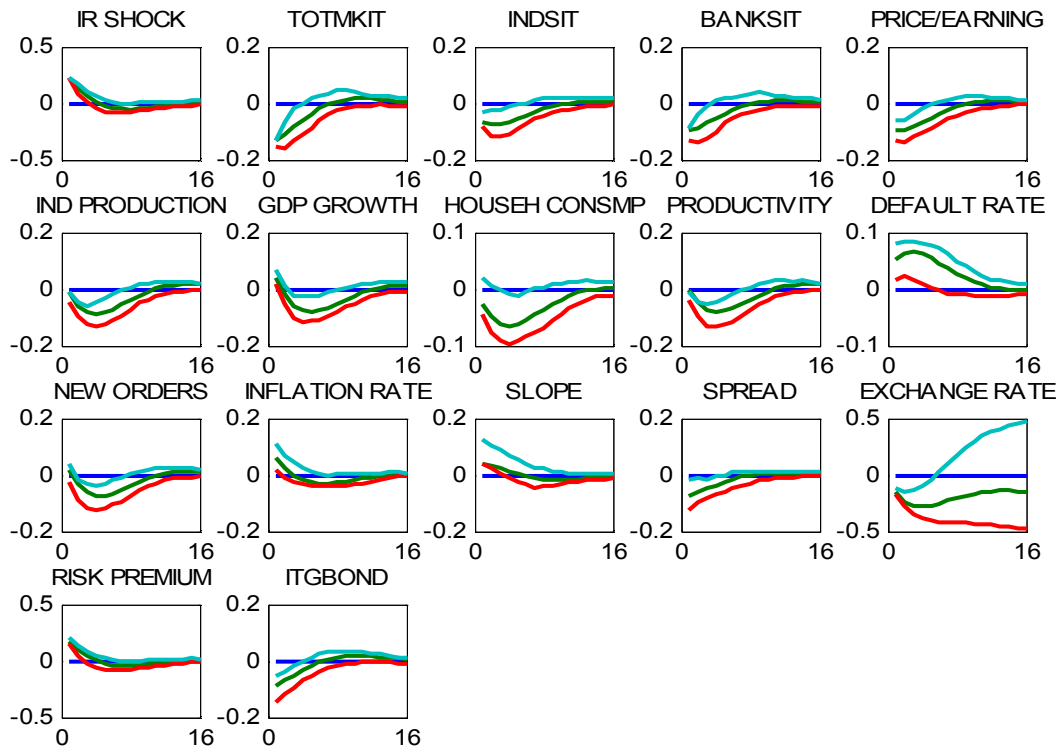 IR SHOCK TOTMKIT INDSIT BANKSIT PRICE/EARNING
0.5 0.2 0.2 0.2 0.2
0 0 0 0 0
-0.5 -0.2 -0.2 -0.2 -0.2
0 16 0 16 0 16 0 16 0 16
IND PRODUCTION GDP GROWTH HOUSEH CONSMP PRODUCTIVITY DEFAULT RATE
0.2 0.2 0.1 0.2 0.1
0 0 0 0 0
-0.2 -0.2 -0.1 -0.2 -0.1
0 16 0 16 0 16 0 16 0 16
NEW ORDERS INFLATION RATE SLOPE SPREAD EXCHANGE RATE
0.2 0.2 0.2 0.2 0.5
0 0 0 0 0
-0.2 -0.2 -0.2 -0.2 -0.5
0 16 0 16 0 16 0 16 0 16
RISK PREMIUM ITGBOND
0.5 0.2
0 0
-0.5 -0.2
0 16 0 16